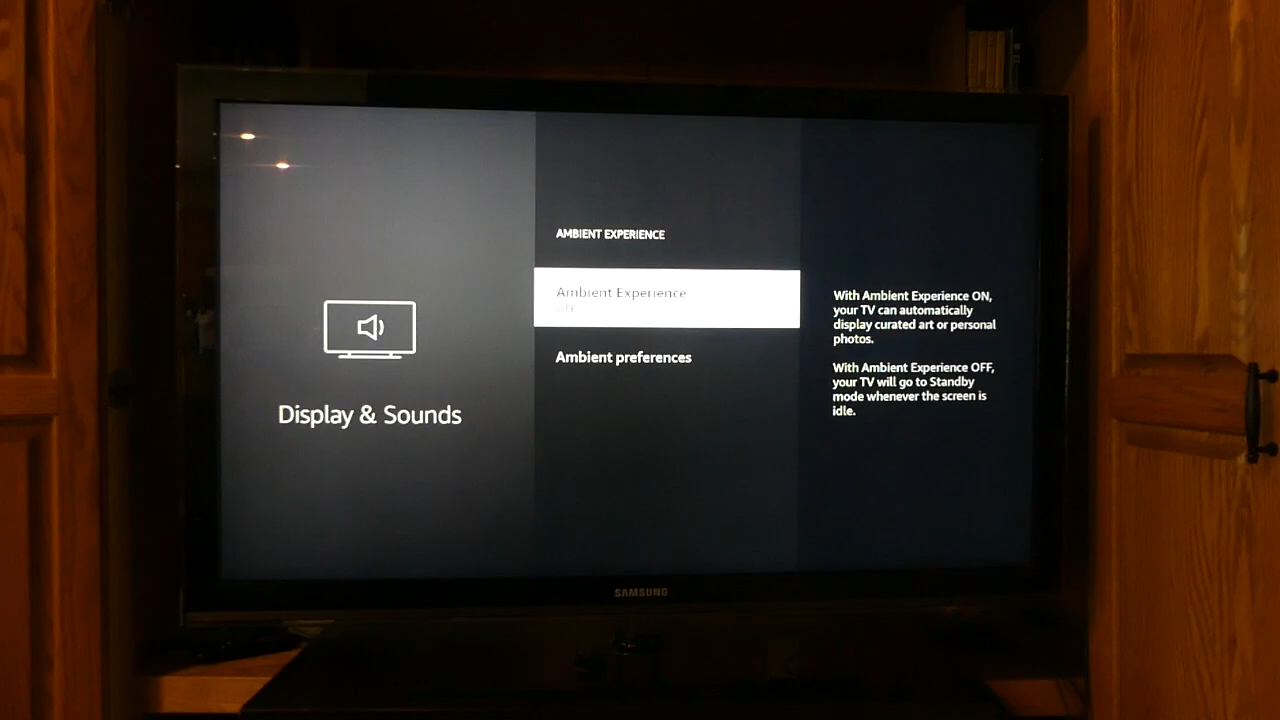 AMBIENT EXPERIENCE
Ambient Experience
OFF
Ambient preferences
Display & Sounds
With Ambient Experience ON,
your TV can automatically
display curated art or personal
photos.
With Ambient Experience OFF,
your TV will go to Standby
mode whenever the screen is
idle.
SAMSUNG